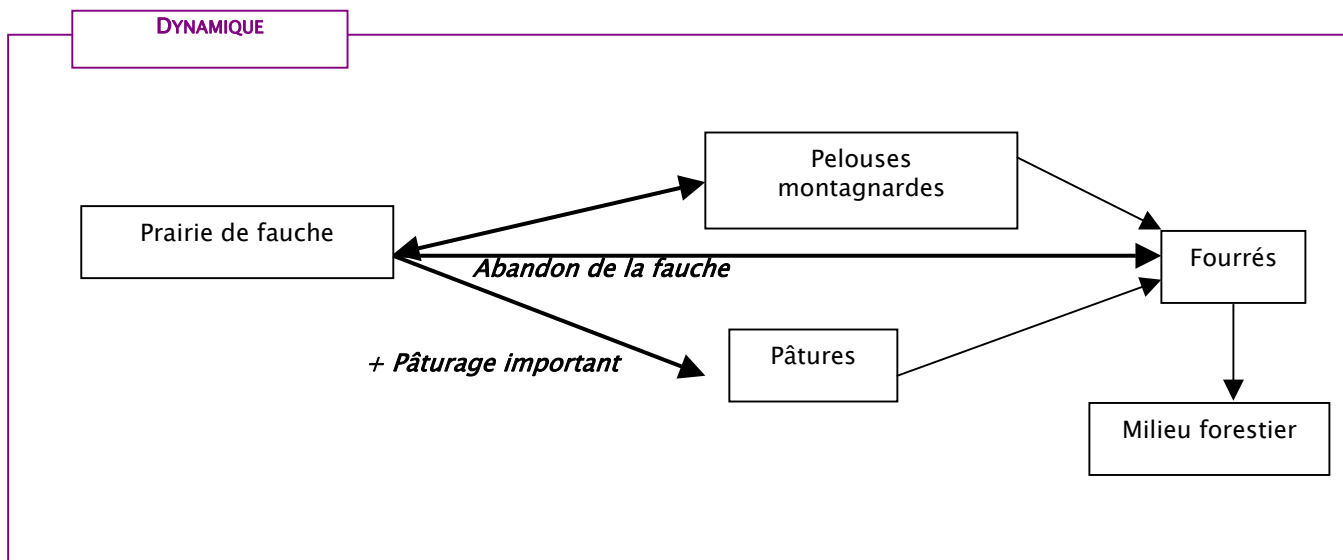 DYNAMIQUE
Pelouses
montagnardes
Prairie de fauche
Fourrés
Abandon de la fauche
Pâtures
+ Pâturage important
Milieu forestier